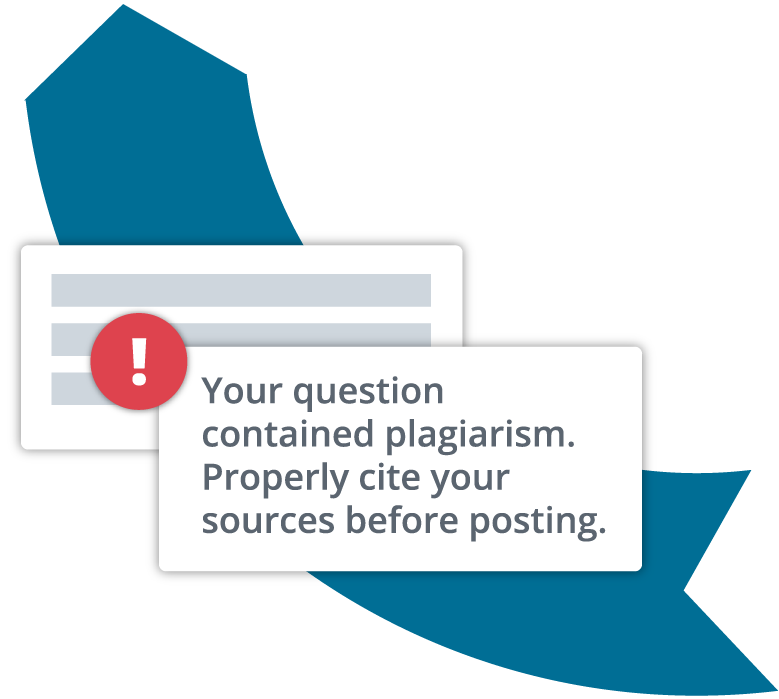 !
Your question
contained plagiarism.
Properly cite your
sources before posting.